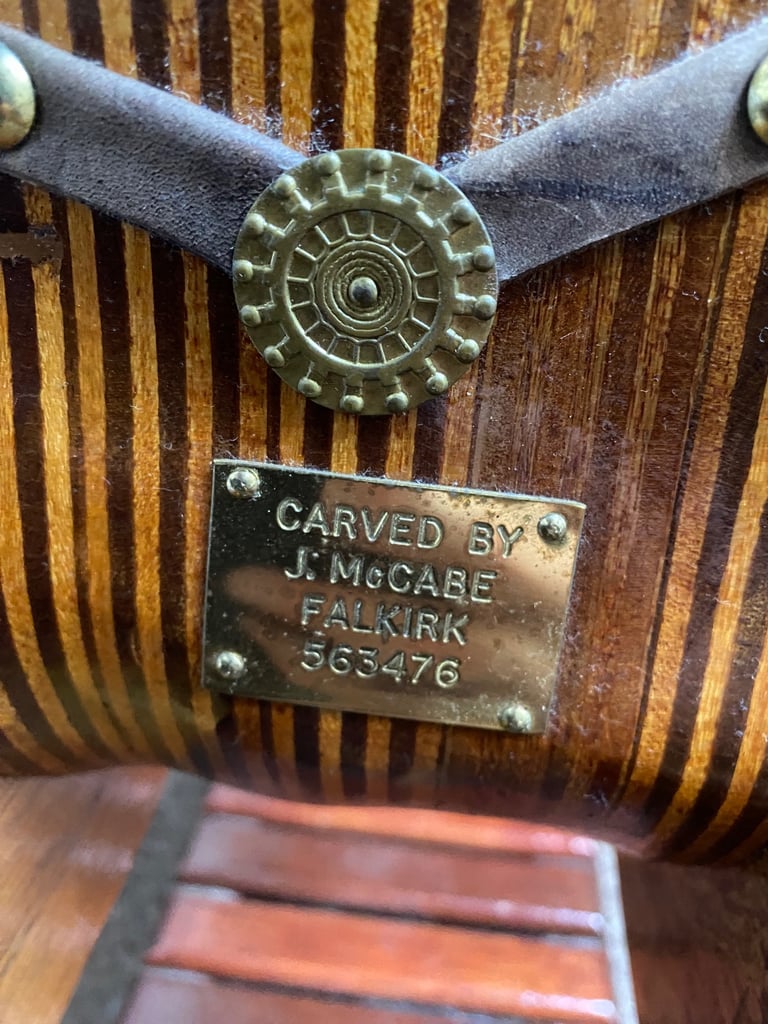 CARVED BY
J. McCABE
FALKIRK
563476